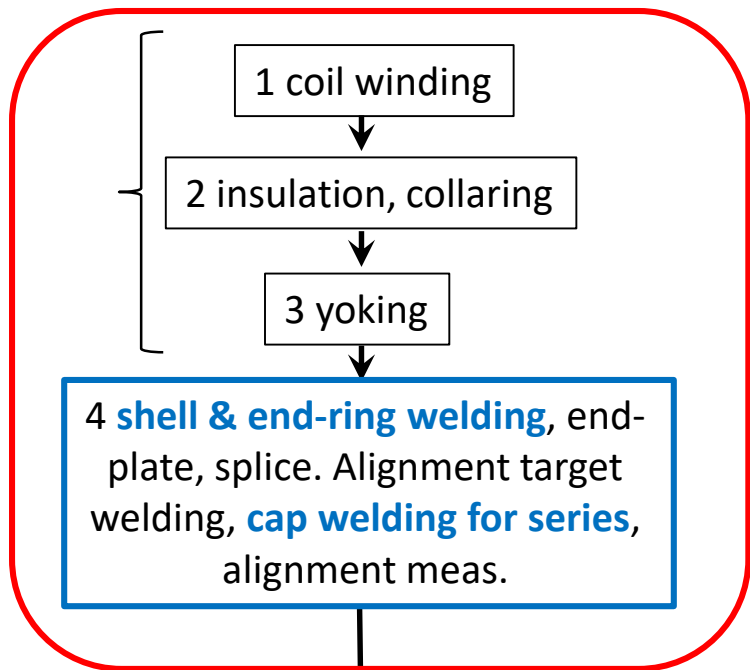 1 coil winding
2 insulation, collaring
3 yoking
4 shell & end-ring welding, end-
plate, splice. Alignment target
welding, cap welding for series,
alignment meas.